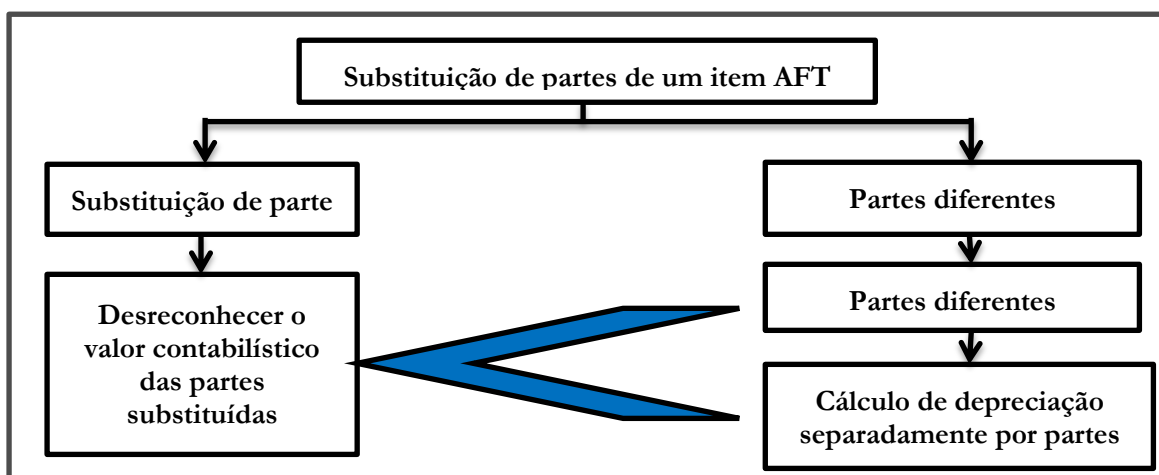 Substituição de partes de um item AFT
Substituição de parte
Partes diferentes
Desreconhecer o
valor contabilístico
das partes
substituídas
Partes diferentes
Cálculo de depreciação
separadamente por partes